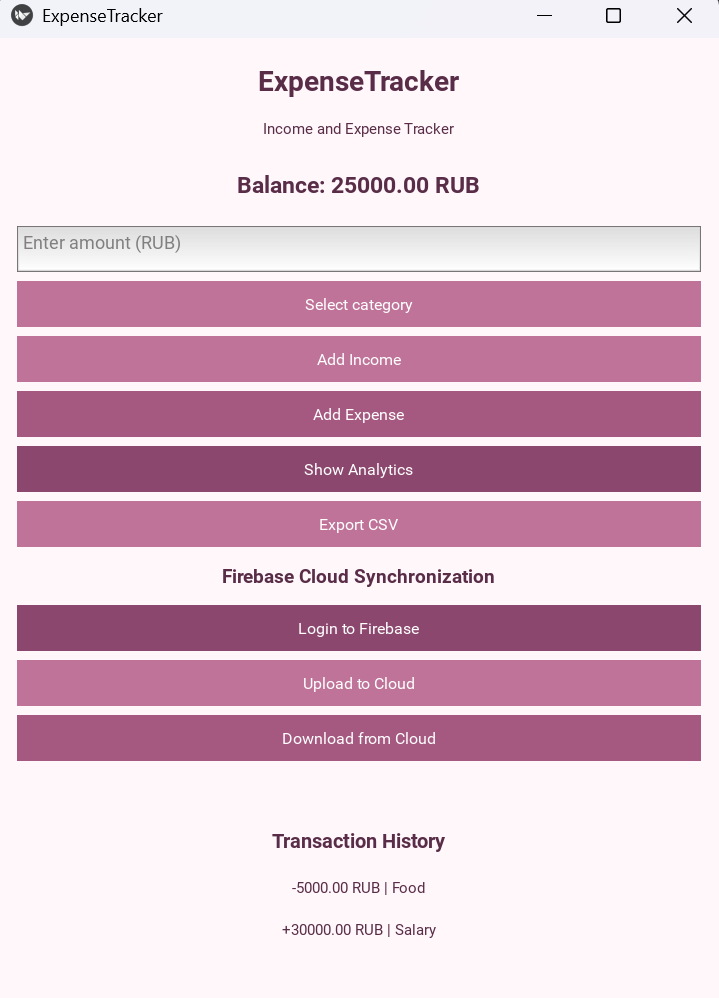 ExpenseTracker
ExpenseTracker
Income and Expense Tracker
Balance: 25000.00 RUB
Enter amount (RUB)
Select category
Add Income
Add Expense
Show Analytics
Export CSV
Firebase Cloud Synchronization
Login to Firebase
Upload to Cloud
Download from Cloud
Transaction History
-5000.00 RUB | Food
+30000.00 RUB | Salary